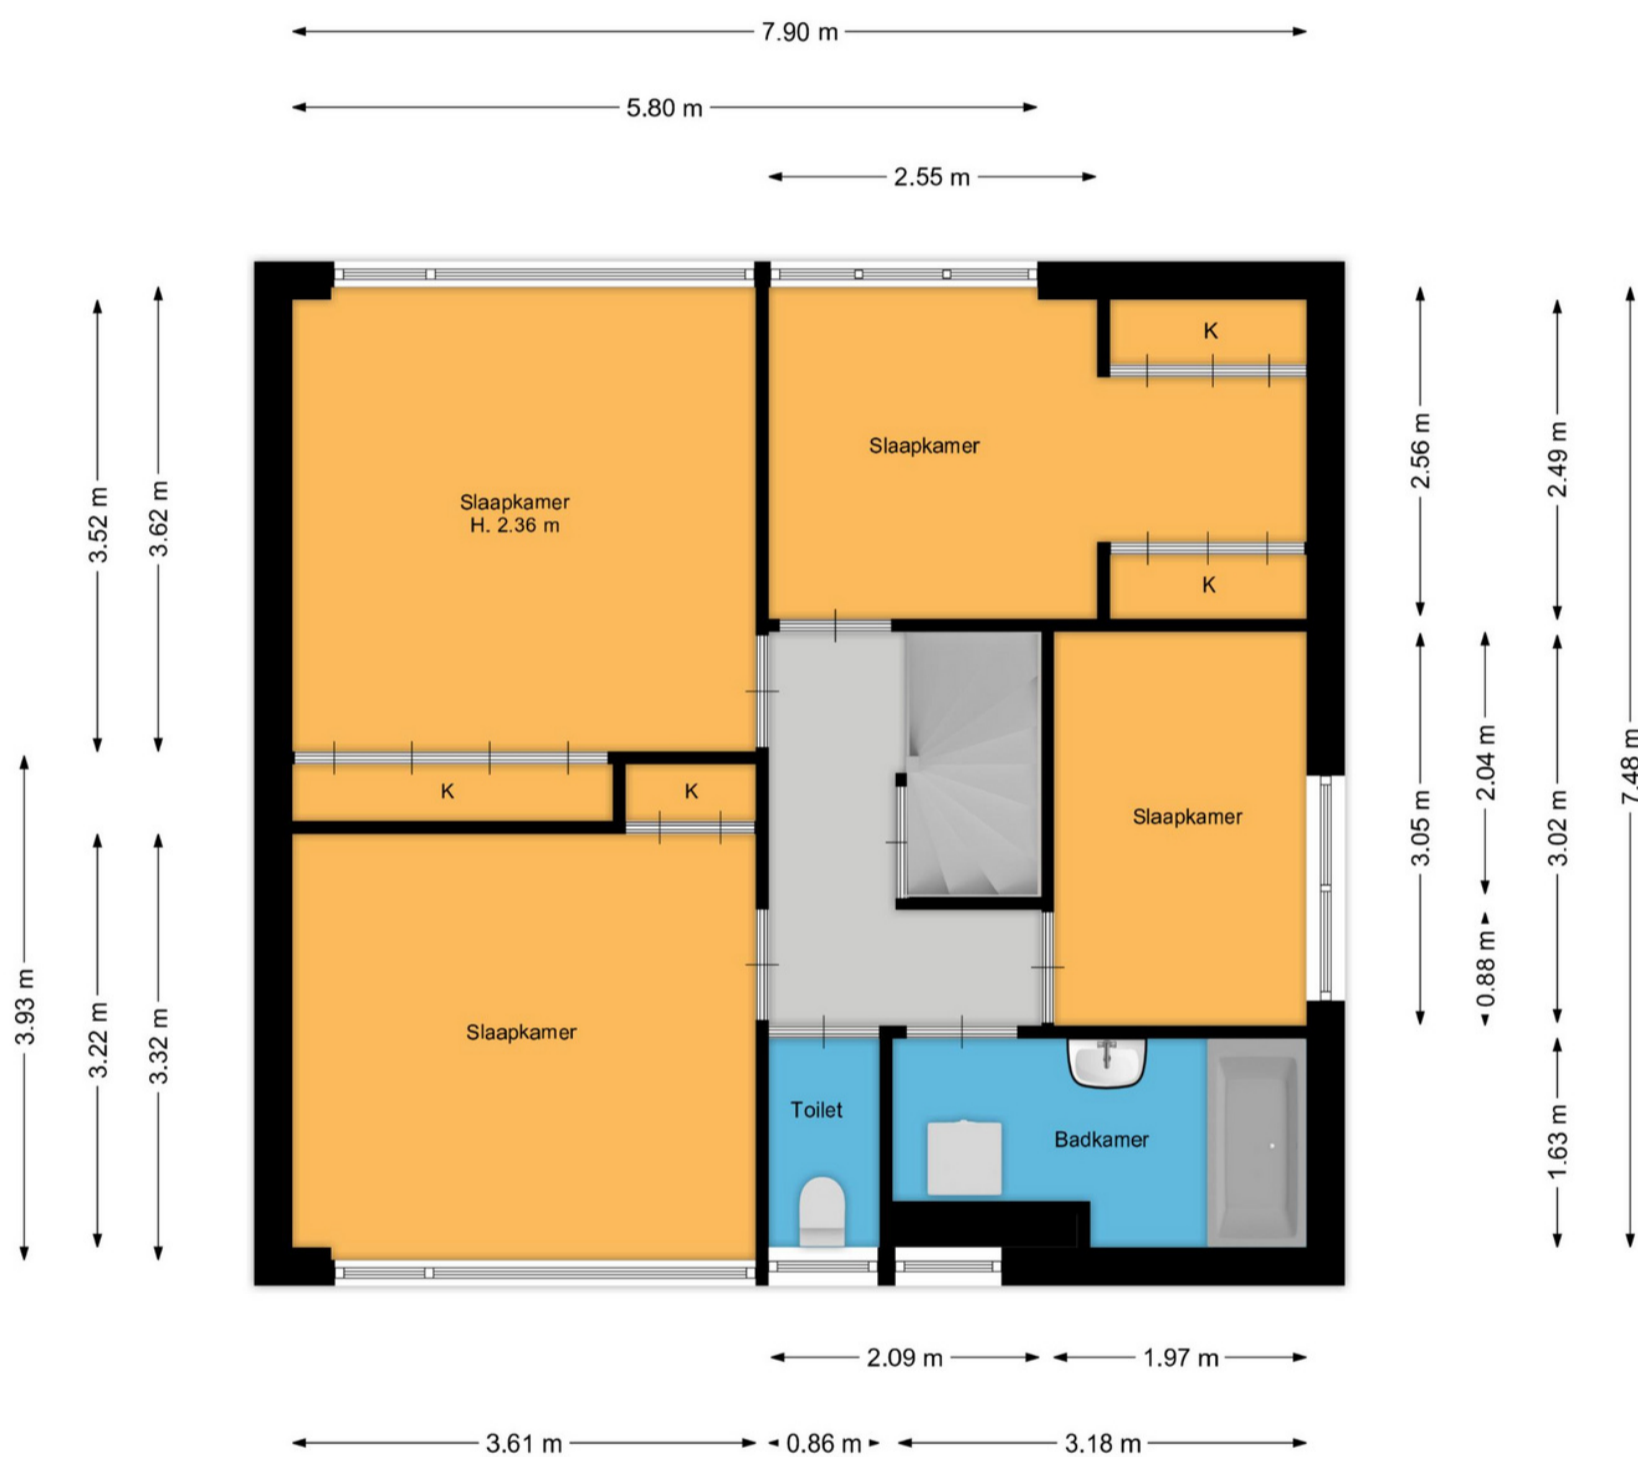 7.90 m
5.80 m
2.55 m
K
Slaapkamer
Slaapkamer
H. 2.36 m
K
K
K
Slaapkamer
Slaapkamer
Toilet
Badkamer
3.52 m
3.62 m
3.93 m
3.22 m
3.32 m
2.56 m
2.49 m
3.05 m
2.04 m
0.88 m
3.02 m
1.63 m
7.48 m
2.09 m
1.97 m
3.61 m
0.86 m
3.18 m